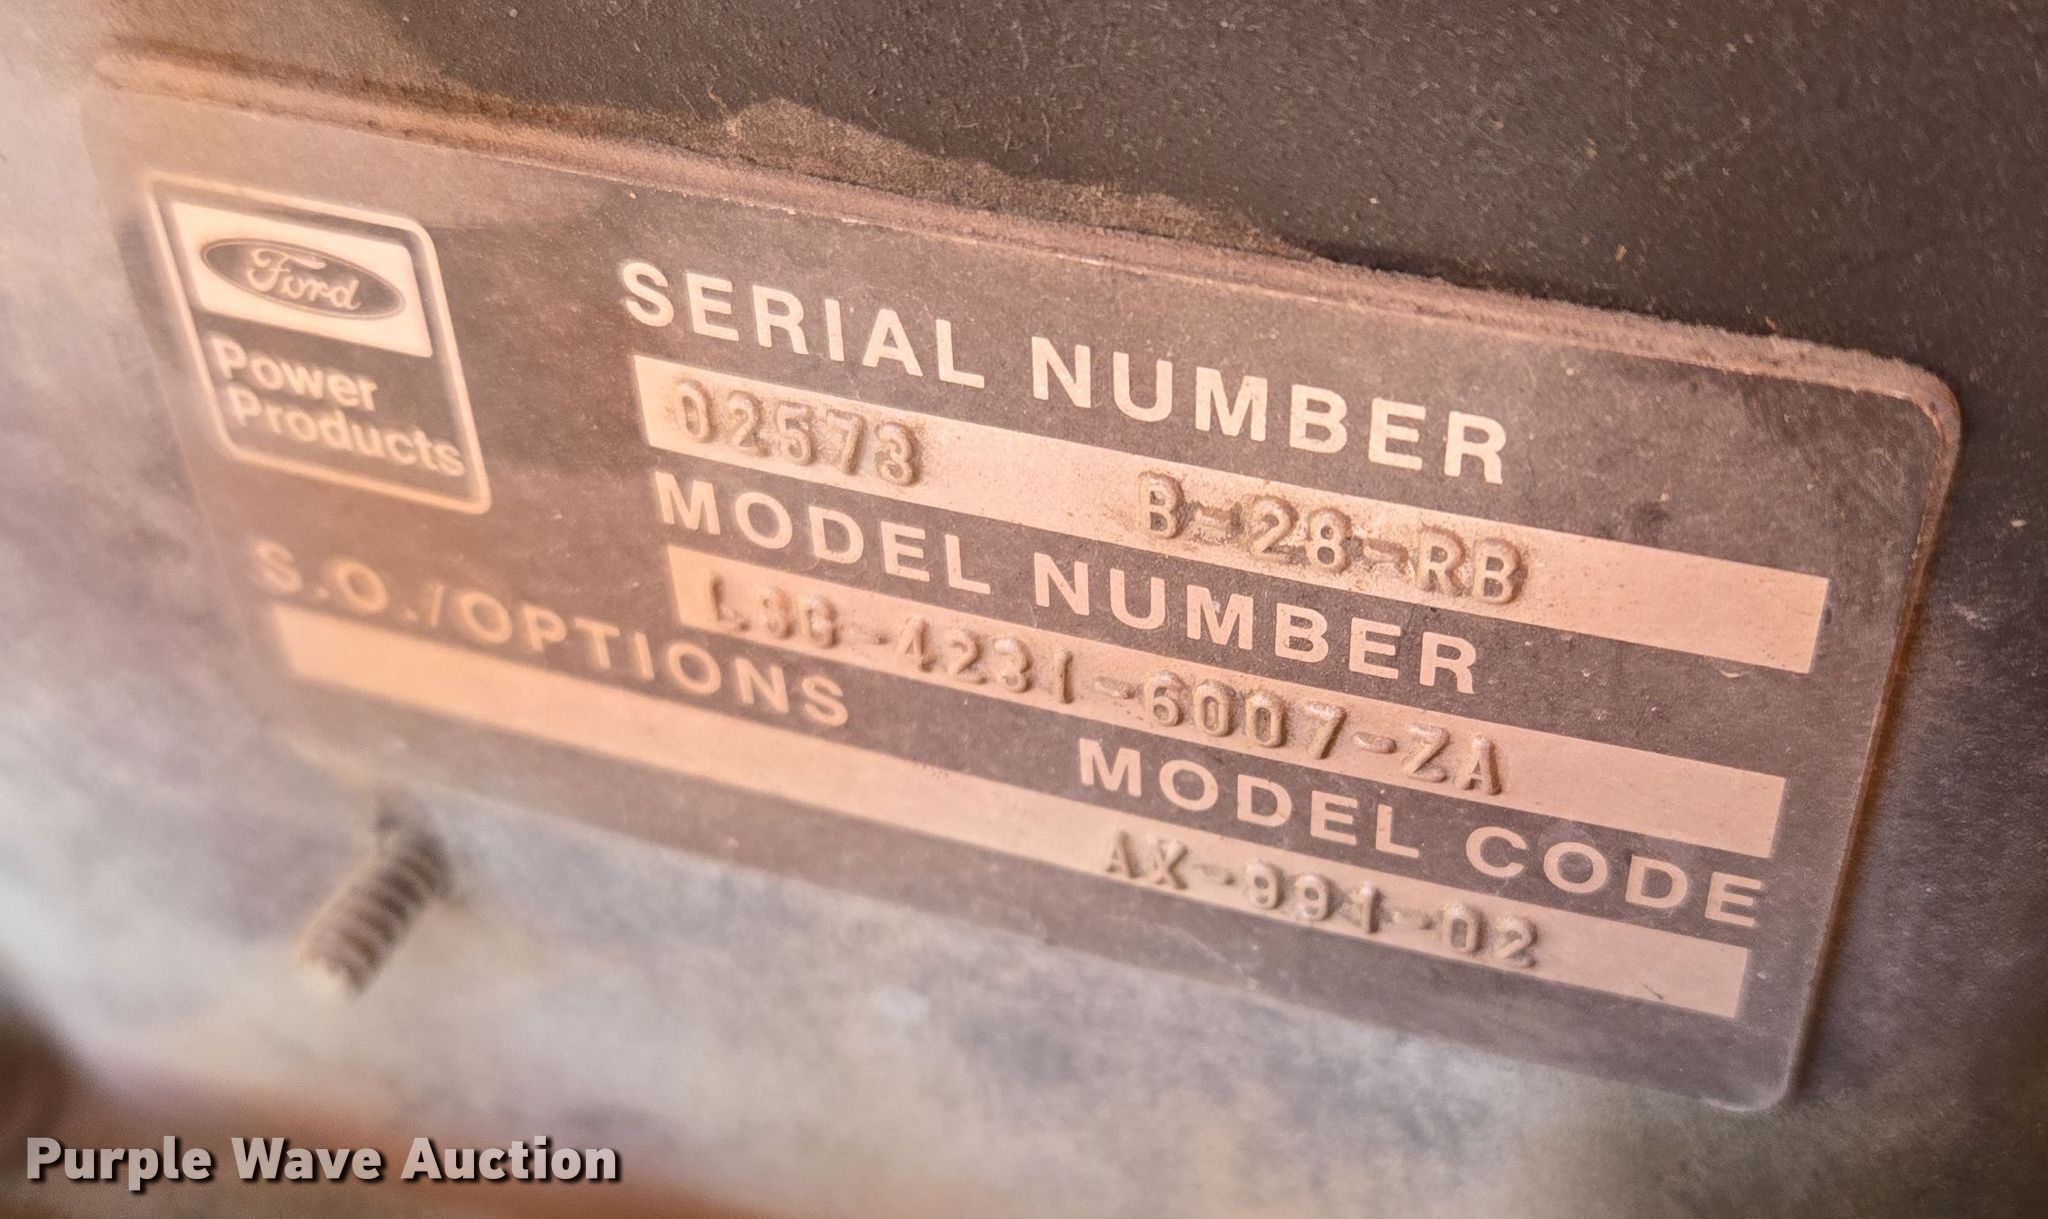 Ford
Power
Products
SERIAL NUMBER
02573 B-28-RB
MODEL NUMBER
LSG-4231-6007-ZA
S.O./OPTIONS
MODEL CODE
AX-991-02
Purple Wave Auction